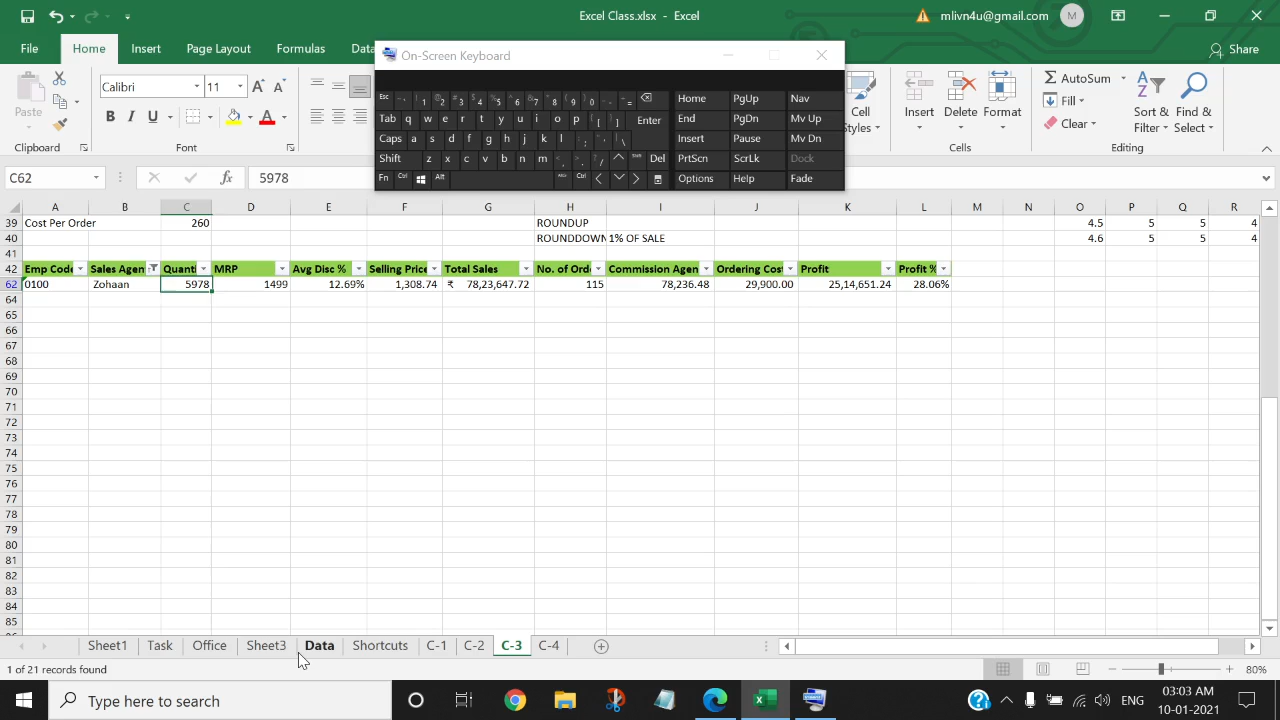 Excel Class.xlsx - Excel
mlivn4u@gmail.com M
File Home Insert Page Layout Formulas Dat
Share
On-Screen Keyboard
Paste
Clipboard
Calibri 11
B I U A
Font
Cell
Styles
Insert Delete Format
Cells
AutoSum
Fill
Clear
Sort & Filter
Find & Select
Editing
Esc Home PgUp Nav
Tab q w e r t y u i o p Enter End PgDn Mv Up
Caps a s d f g h j k l Insert Pause Mv Dn
Shift z x c v b n m Del PrtScn ScrLk Dock
Fn Ctrl Alt Ctrl Options Help Fade
C62 fx 5978
A B C D E F G H I J K L M N O P Q R
39 Cost Per Order 260 ROUNDUP 4.5 5 5 4
40 ROUNDDOWN 1% OF SALE 4.6 5 5 4
41
42 Emp Code Sales Agen Quanti MRP Avg Disc % Selling Price Total Sales No. of Ord Commission Agen Ordering Cos Profit Profit %
62 0100 Zohaan 5978 1499 12.69% 1,308.74 ₹ 78,23,647.72 115 78,236.48 29,900.00 25,14,651.24 28.06%
64
65
66
67
68
69
70
71
72
73
74
75
76
77
78
79
80
81
82
83
84
85
Sheet1 Task Office Sheet3 Data Shortcuts C-1 C-2 C-3 C-4
1 of 21 records found 80%
Type here to search
ENG
03:03 AM
10-01-2021